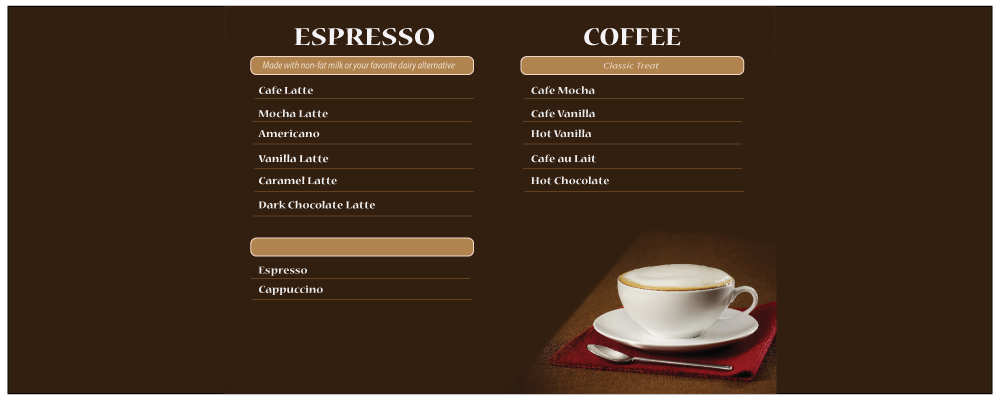 ESPRESSO
Made with non-fat milk or your favorite dairy alternative
Cafe Latte
Mocha Latte
Americano
Vanilla Latte
Caramel Latte
Dark Chocolate Latte
Espresso
Cappuccino
COFFEE
Classic Treat
Cafe Mocha
Cafe Vanilla
Hot Vanilla
Cafe au Lait
Hot Chocolate